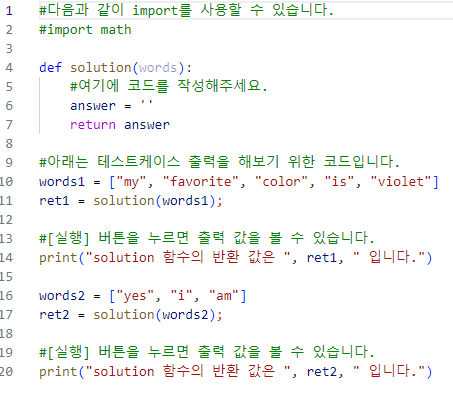 1 #다음과 같이 import를 사용할 수 있습니다.
2 #import math
3
4 def solution(words):
5     #여기에 코드를 작성해주세요.
6     answer = ''
7     return answer
8
9 #아래는 테스트케이스 출력을 해보기 위한 코드입니다.
10 words1 = ["my", "favorite", "color", "is", "violet"]
11 ret1 = solution(words1);
12
13 #[실행] 버튼을 누르면 출력 값을 볼 수 있습니다.
14 print("solution 함수의 반환 값은 ", ret1, " 입니다.")
15
16 words2 = ["yes", "i", "am"]
17 ret2 = solution(words2);
18
19 #[실행] 버튼을 누르면 출력 값을 볼 수 있습니다.
20 print("solution 함수의 반환 값은 ", ret2, " 입니다.")